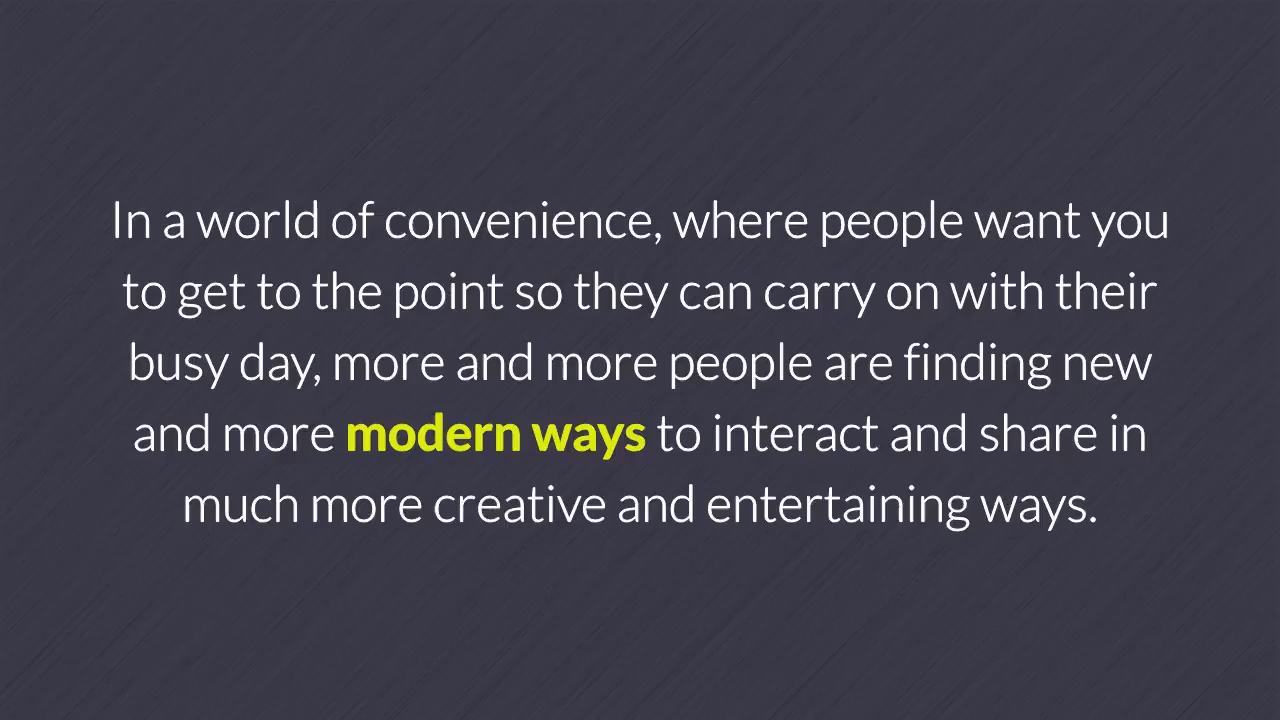 In a world of convenience, where people want you
to get to the point so they can carry on with their
busy day, more and more people are finding new
and more modern ways to interact and share in
much more creative and entertaining ways.